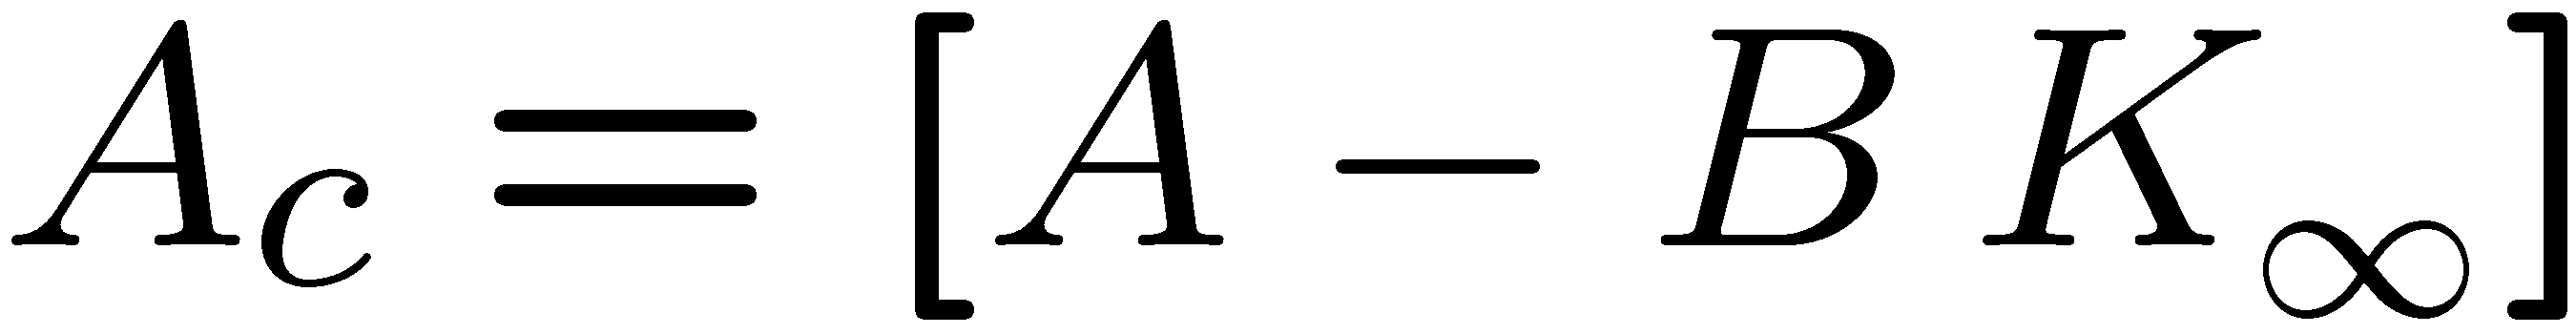 A_c = [A − B K_∞]